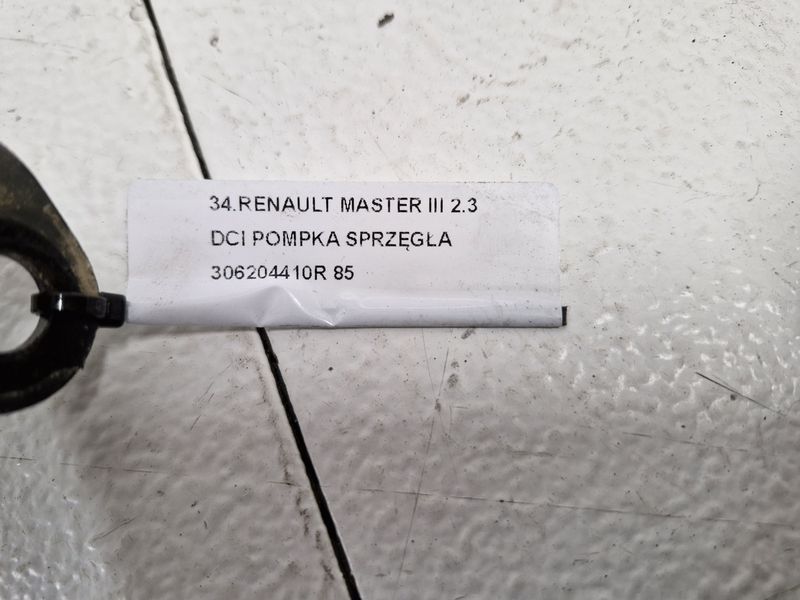 34.RENAULT MASTER III 2.3
DCI POMPKA SPRZĘGŁA
306204410R 85